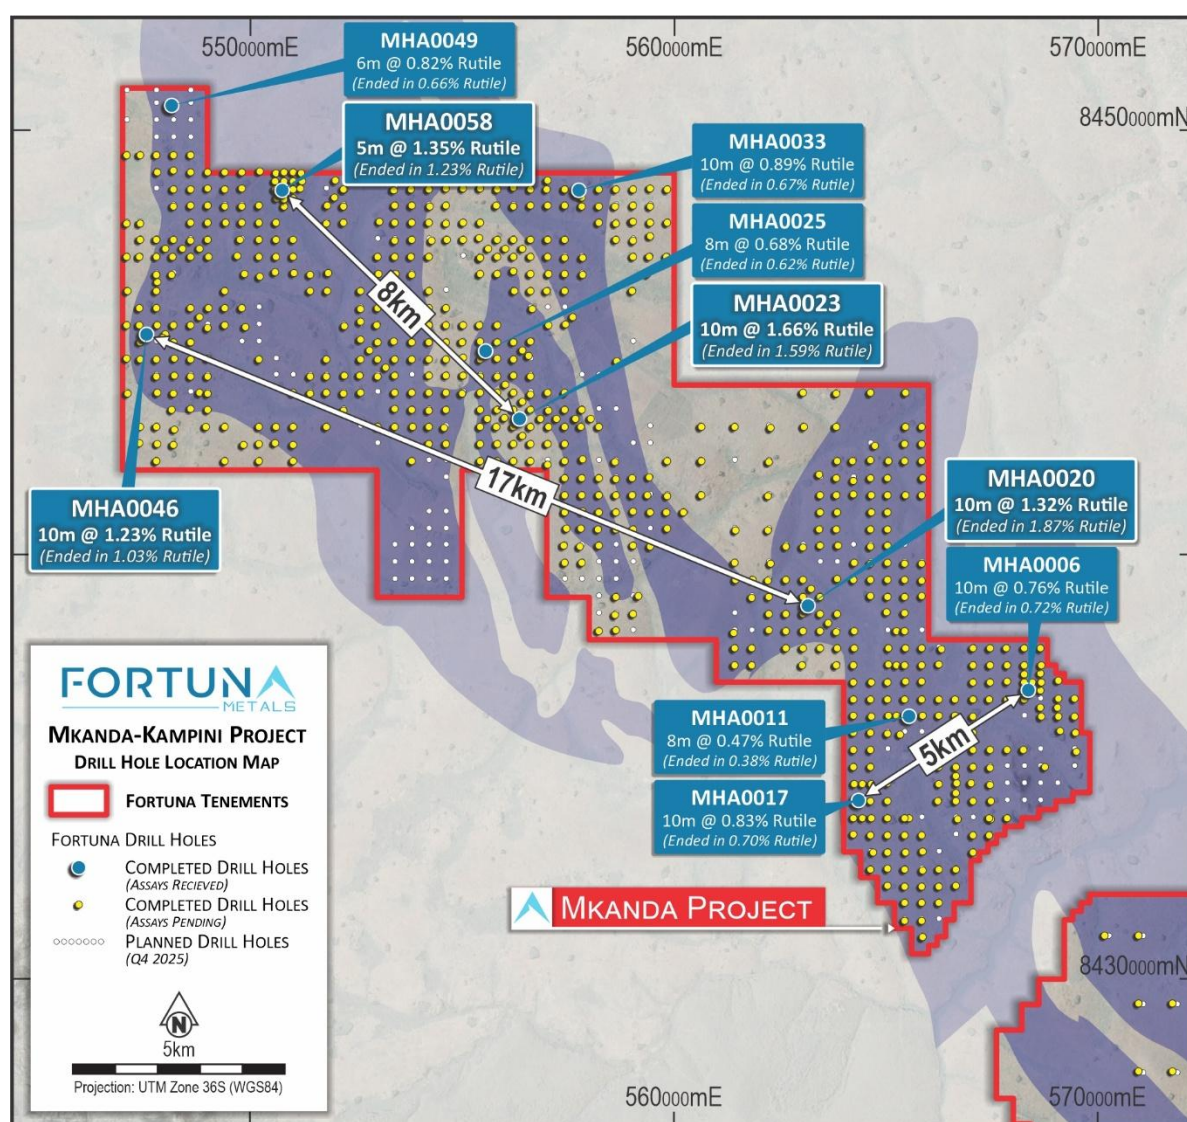 550000mE
560000mE
570000mE
8450000mN
MHA0049
6m @ 0.82% Rutile
(Ended in 0.66% Rutile)
MHA0058
5m @ 1.35% Rutile
(Ended in 1.23% Rutile)
MHA0033
10m @ 0.89% Rutile
(Ended in 0.67% Rutile)
MHA0025
8m @ 0.68% Rutile
(Ended in 0.62% Rutile)
MHA0023
10m @ 1.66% Rutile
(Ended in 1.59% Rutile)
8km
17km
MHA0046
10m @ 1.23% Rutile
(Ended in 1.03% Rutile)
MHA0020
10m @ 1.32% Rutile
(Ended in 1.87% Rutile)
MHA0006
10m @ 0.76% Rutile
(Ended in 0.72% Rutile)
MHA0011
8m @ 0.47% Rutile
(Ended in 0.38% Rutile)
5km
MHA0017
10m @ 0.83% Rutile
(Ended in 0.70% Rutile)
MKANDA PROJECT
8430000mN
560000mE
570000mE
FORTUNA
METALS
MKANDA-KAMPINI PROJECT
DRILL HOLE LOCATION MAP
FORTUNA TENEMENTS
FORTUNA DRILL HOLES
COMPLETED DRILL HOLES
(ASSAYS RECIEVED)
COMPLETED DRILL HOLES
(ASSAYS PENDING)
PLANNED DRILL HOLES
(Q4 2025)
N
5km
Projection: UTM Zone 36S (WGS84)